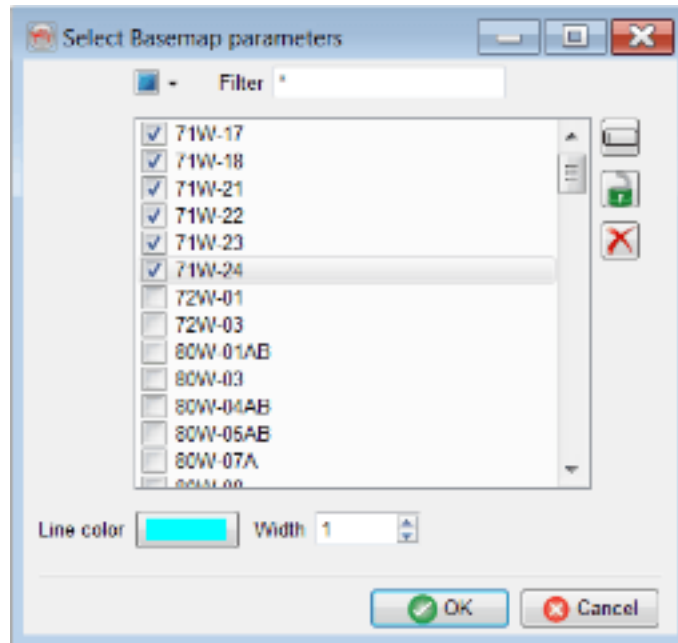 Select Basemap parameters
Filter *
71W-17
71W-18
71W-21
71W-22
71W-23
71W-24
72W-01
72W-03
80W-01AB
80W-03
80W-04AB
80W-05AB
80W-07A
Line color Width 1
OK Cancel